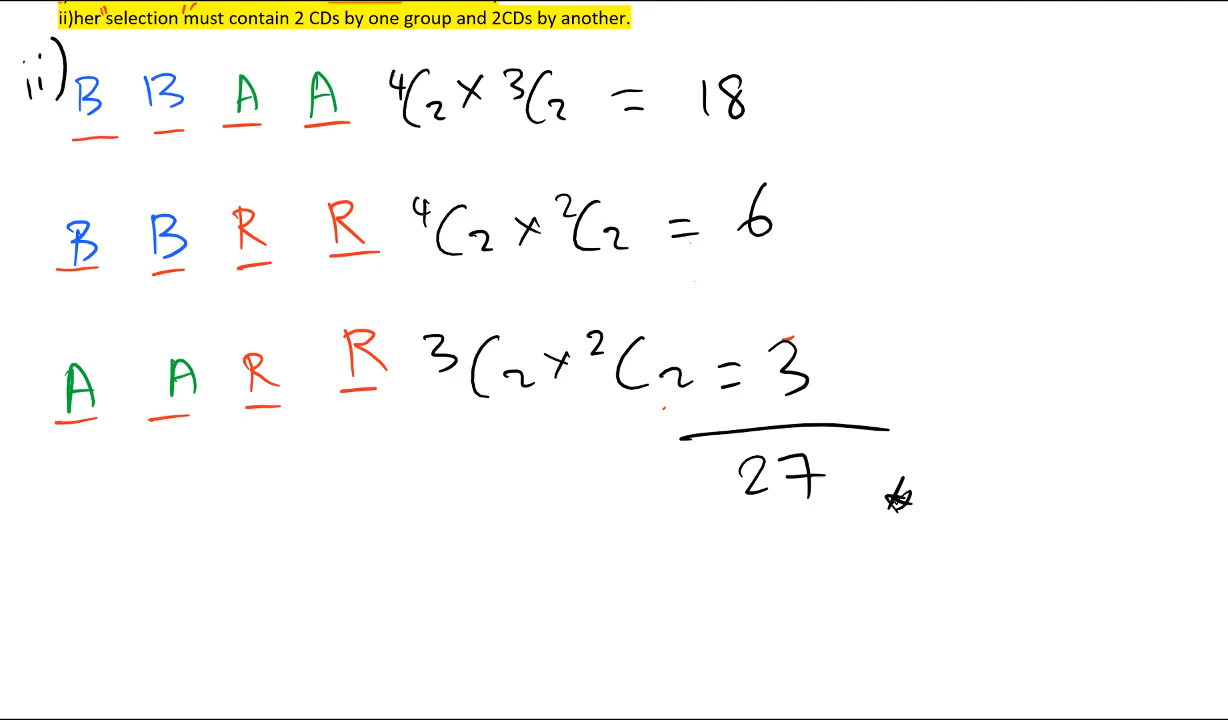 ii)her selection must contain 2 CDs by one group and 2CDs by another.
ii) B B A A ⁴C₂ × ³C₂ = 18
B B R R ⁴C₂ × ²C₂ = 6
A A R R ³C₂ × ²C₂ = 3
27